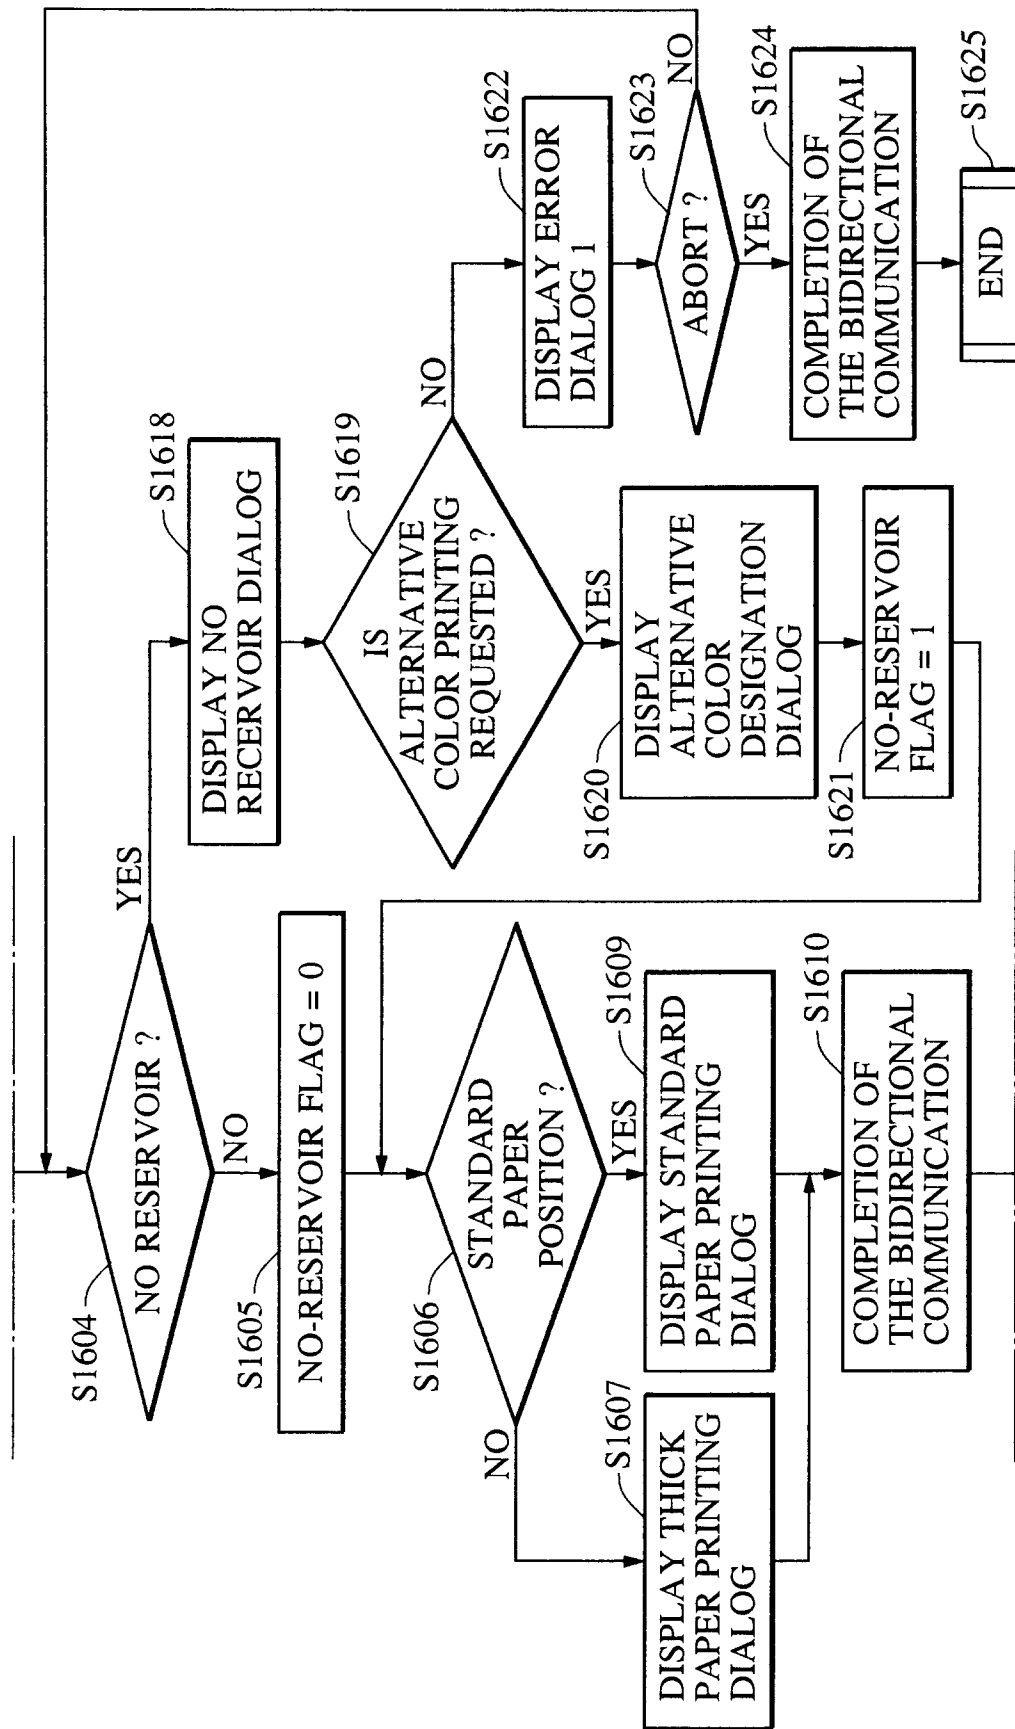 S1604
NO RESERVOIR ?
YES
NO
S1605
NO-RESERVOIR FLAG = 0
S1606
STANDARD
PAPER
POSITION ?
NO
YES
S1607
DISPLAY THICK
PAPER PRINTING
DIALOG
S1609
DISPLAY STANDARD
PAPER PRINTING
DIALOG
S1610
COMPLETION OF
THE BIDIRECTIONAL
COMMUNICATION
S1618
DISPLAY NO
RECERVOIR DIALOG
S1619
IS
ALTERNATIVE
COLOR PRINTING
REQUESTED ?
NO
YES
S1620
DISPLAY
ALTERNATIVE
COLOR
DESIGNATION
DIALOG
S1621
NO-RESERVOIR
FLAG = 1
S1622
DISPLAY ERROR
DIALOG 1
S1623
ABORT ?
NO
YES
S1624
COMPLETION OF
THE BIDIRECTIONAL
COMMUNICATION
S1625
END